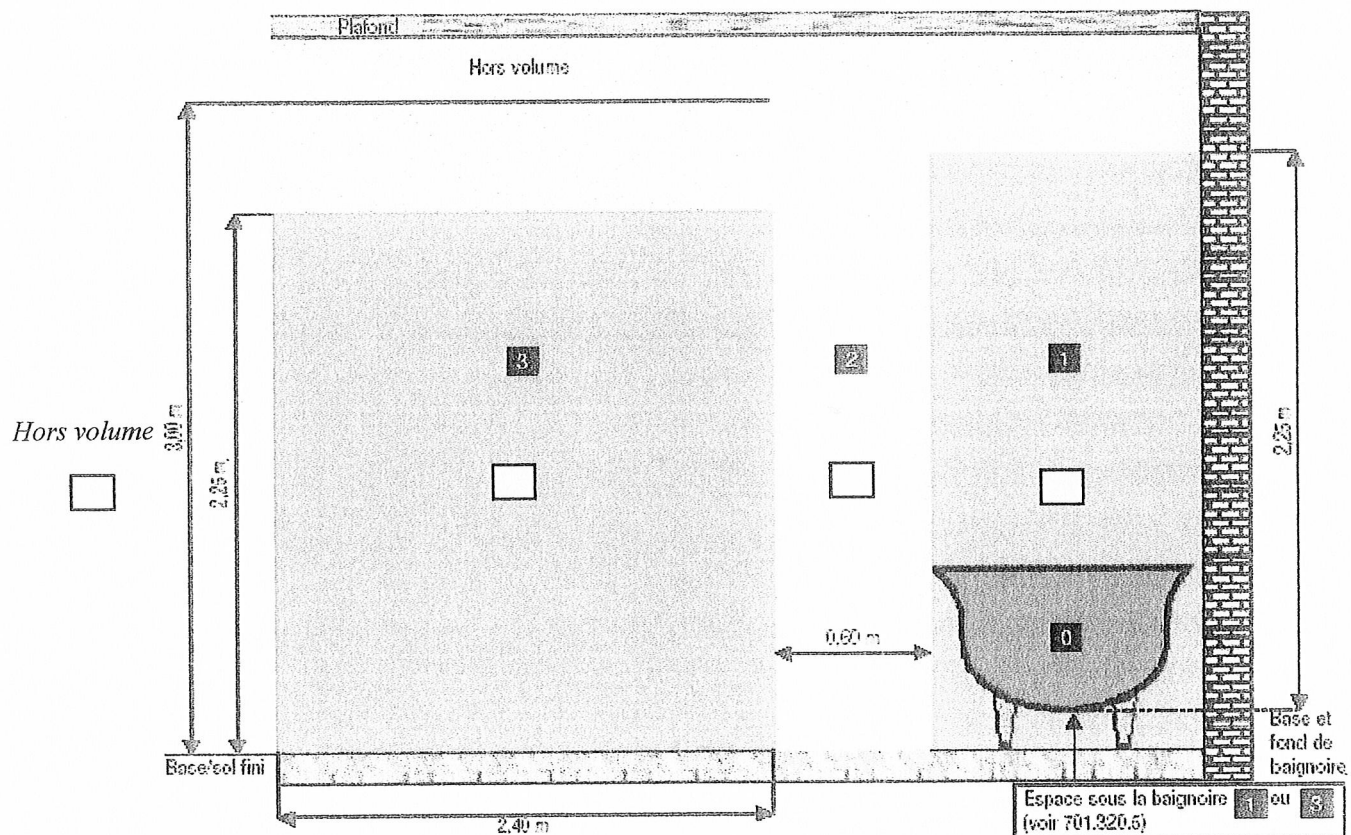 Plafond
Hors volume
3,00 m
2,25 m
Hors volume
3
2
1
2,25 m
0,60 m
0
Base/sol fini
Base et
fond de
baignoire
2,40 m
Espace sous la baignoire 1 ou 3
(voir 701.320.5)